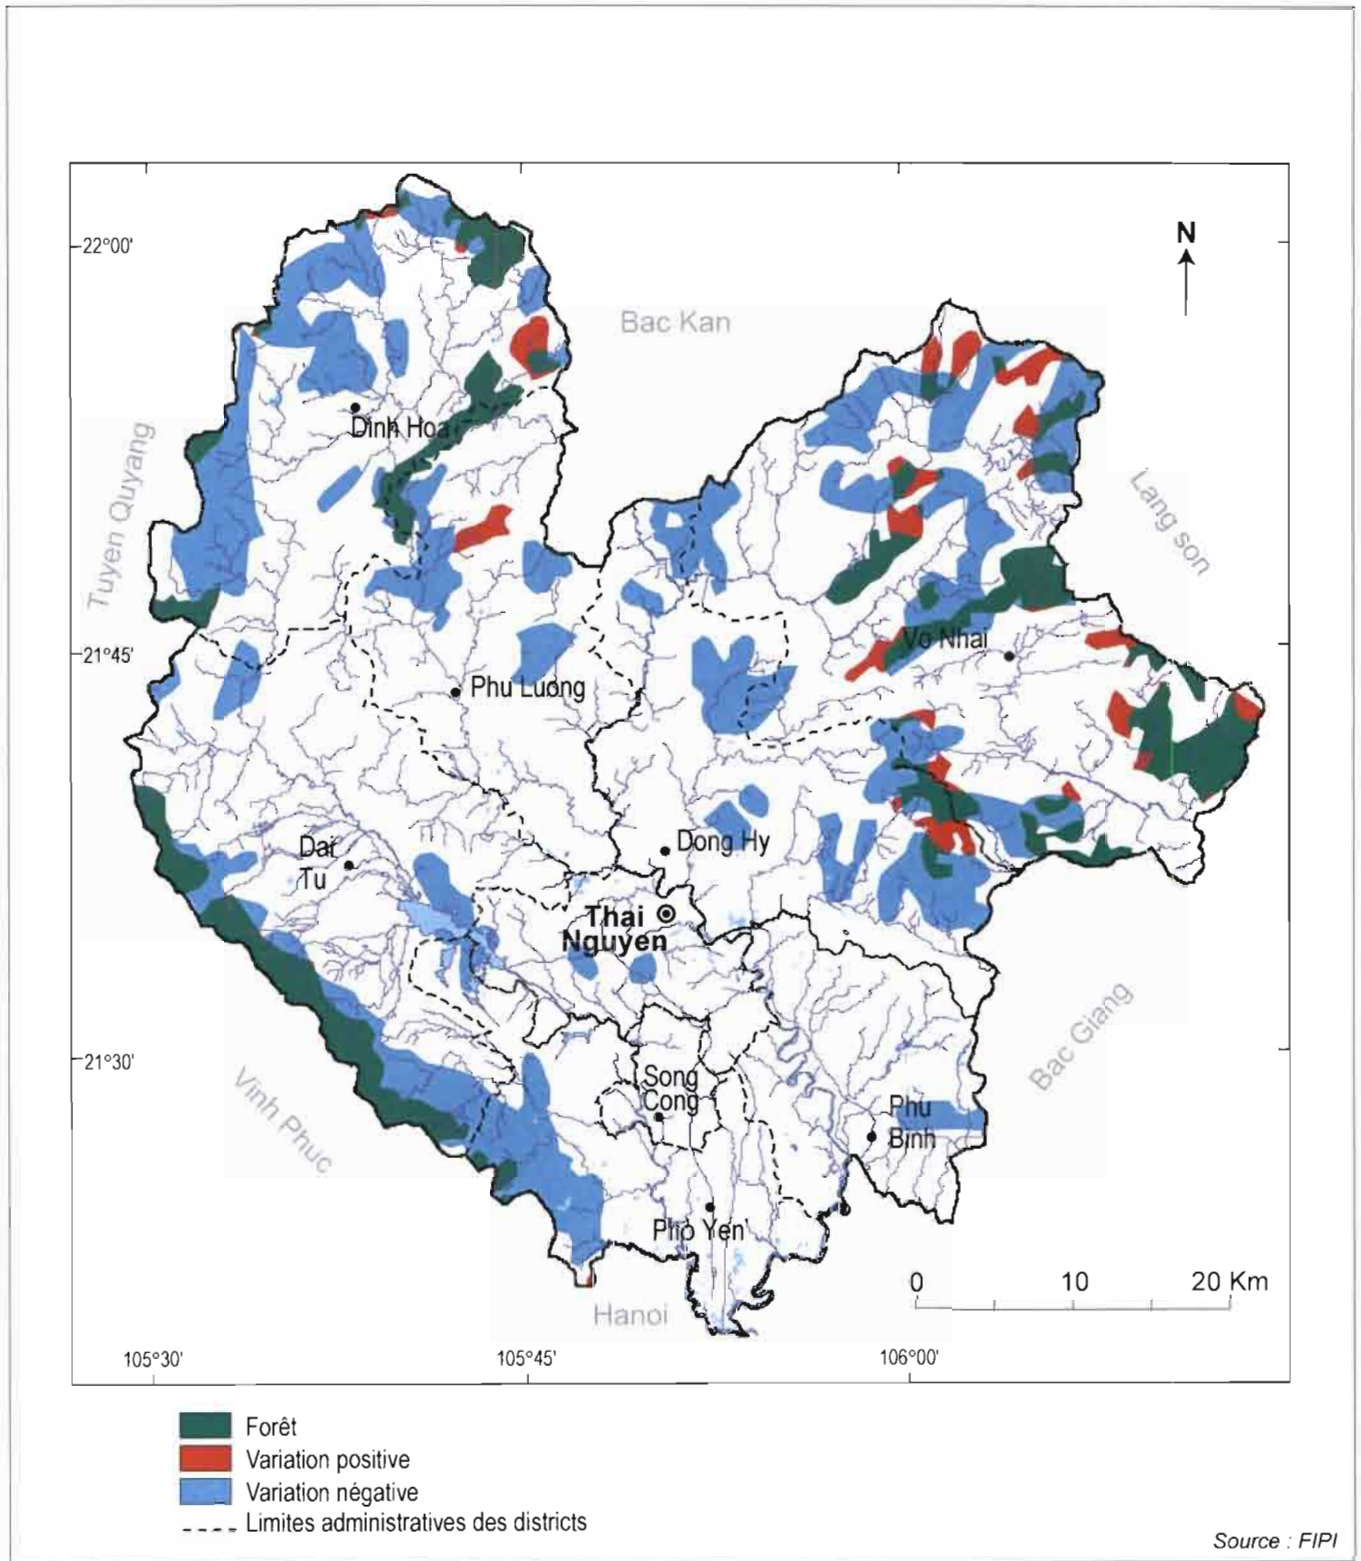 N
22°00'
Bac Kan
Dinh Hoa
Tuyen Quyang
Lang son
21°45'
Vo Nhai
Phu Luong
Dai
Tu
Dong Hy
Thai
Nguyen
21°30'
Vinh Phuc
Song
Cong
Phu
Binh
Bac Giang
Pho Yen
Hanoi
0 10 20 Km
105°30' 105°45' 106°00'
Forêt
Variation positive
Variation négative
Limites administratives des districts
Source : FIPI